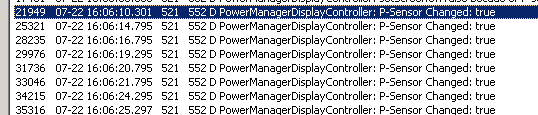 21949 07-22 16:06:10.301 521 552 D PowerManagerDisplayController: P-Sensor Changed: true
25321 07-22 16:06:14.795 521 552 D PowerManagerDisplayController: P-Sensor Changed: true
28235 07-22 16:06:16.795 521 552 D PowerManagerDisplayController: P-Sensor Changed: true
29976 07-22 16:06:19.295 521 552 D PowerManagerDisplayController: P-Sensor Changed: true
31736 07-22 16:06:20.795 521 552 D PowerManagerDisplayController: P-Sensor Changed: true
33046 07-22 16:06:21.795 521 552 D PowerManagerDisplayController: P-Sensor Changed: true
34215 07-22 16:06:24.295 521 552 D PowerManagerDisplayController: P-Sensor Changed: true
35316 07-22 16:06:25.297 521 552 D PowerManagerDisplayController: P-Sensor Changed: true